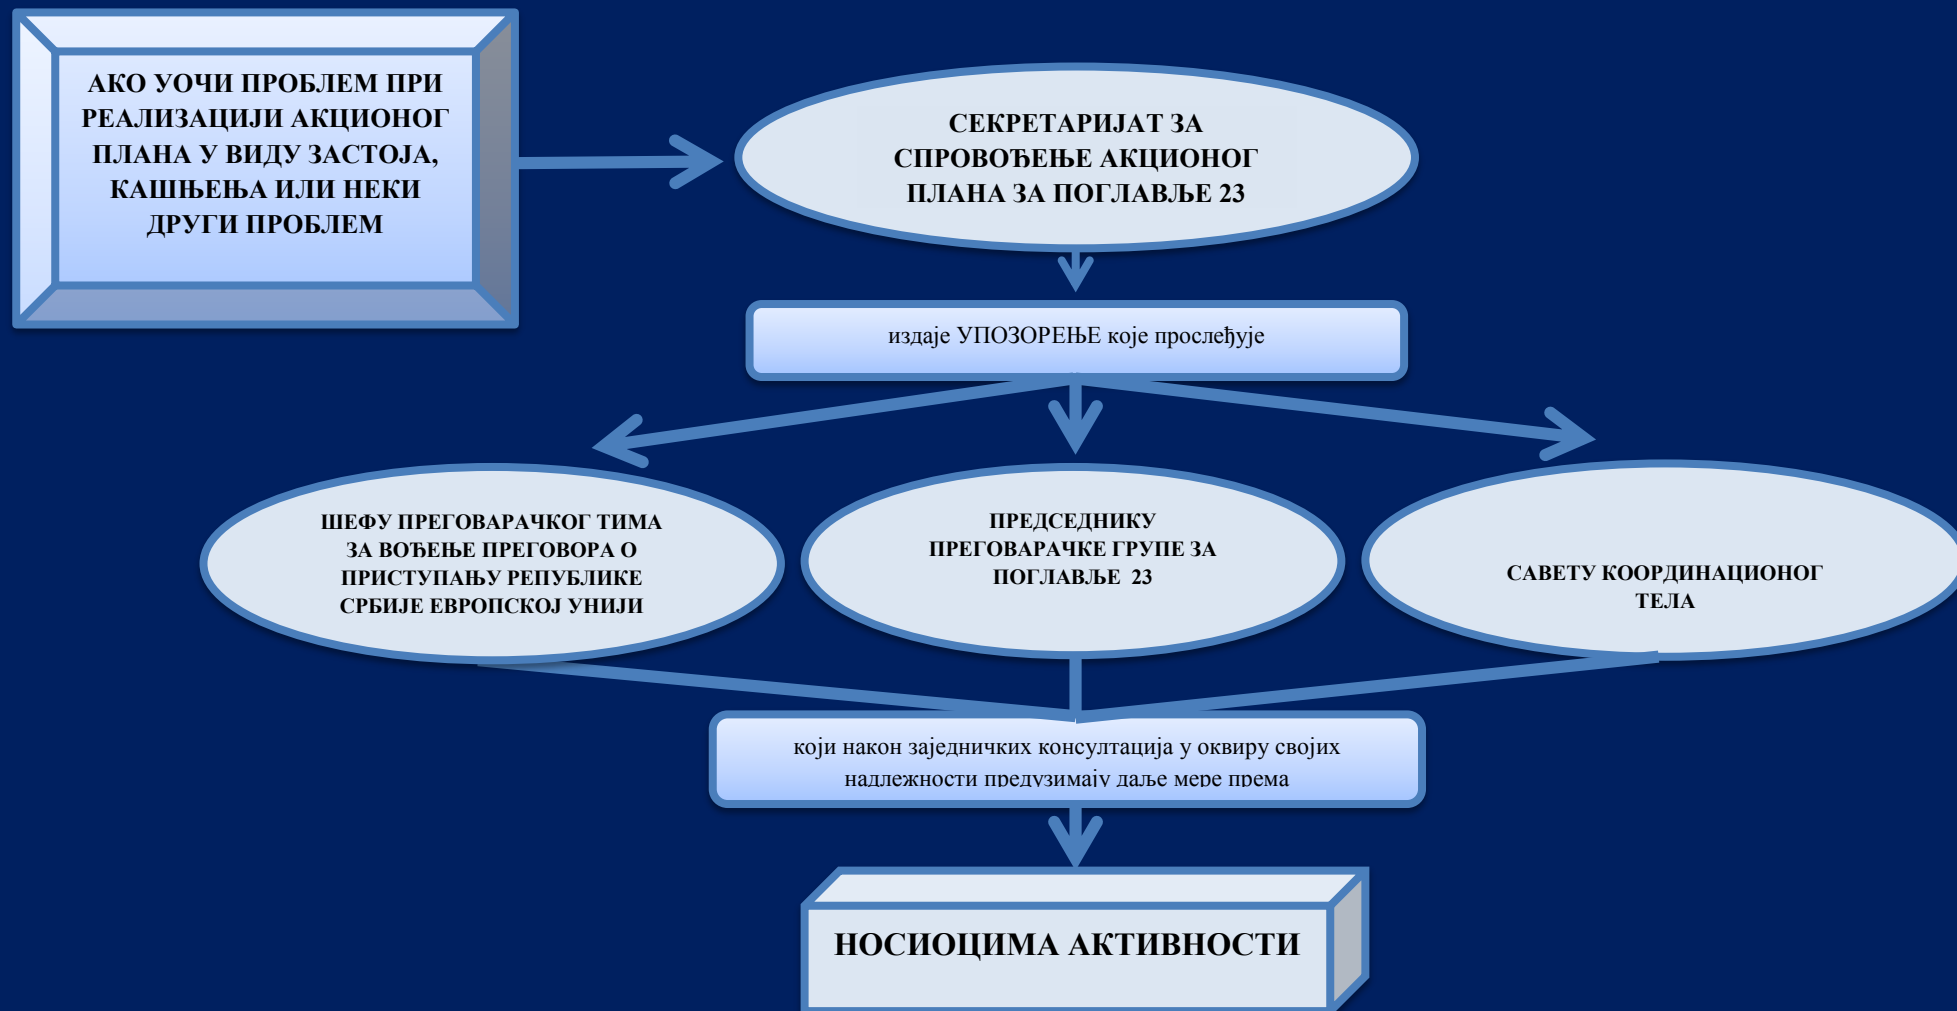 АКО УОЧИ ПРОБЛЕМ ПРИ
РЕАЛИЗАЦИЈИ АКЦИОНОГ
ПЛАНА У ВИДУ ЗАСТОЈА,
КАШЊЕЊА ИЛИ НЕКИ
ДРУГИ ПРОБЛЕМ
СЕКРЕТАРИЈАТ ЗА
СПРОВОЂЕЊЕ АКЦИОНОГ
ПЛАНА ЗА ПОГЛАВЉЕ 23
издаје УПОЗОРЕЊЕ које прослеђује
ШЕФУ ПРЕГОВАРАЧКОГ ТИМА
ЗА ВОЂЕЊЕ ПРЕГОВОРА О
ПРИСТУПАЊУ РЕПУБЛИКЕ
СРБИЈЕ ЕВРОПСКОЈ УНИЈИ
ПРЕДСЕДНИКУ
ПРЕГОВАРАЧКЕ ГРУПЕ ЗА
ПОГЛАВЉЕ 23
САВЕТУ КООРДИНАЦИОНОГ
ТЕЛА
који након заједничких консултација у оквиру својих
надлежности предузимају даље мере према
НОСИОЦИМА АКТИВНОСТИ